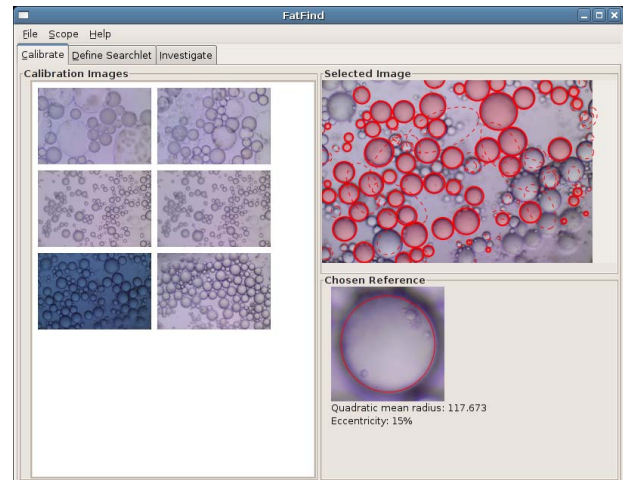 FatFind
File Scope Help
Calibrate Define Searchlet Investigate
Calibration Images
Selected Image
Chosen Reference
Quadratic mean radius: 117.673
Eccentricity: 15%